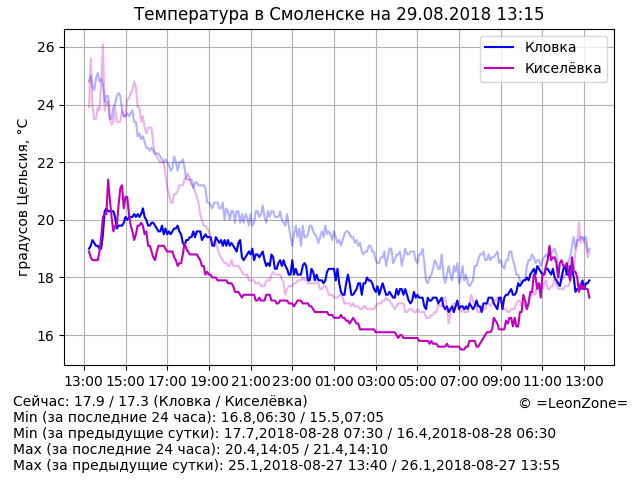 Температура в Смоленске на 29.08.2018 13:15
Кловка
Киселёвка
градусов Цельсия, °C
26
24
22
20
18
16
13:00 15:00 17:00 19:00 21:00 23:00 01:00 03:00 05:00 07:00 09:00 11:00 13:00
Сейчас: 17.9 / 17.3 (Кловка / Киселёвка)
© =LeonZone=
Min (за последние 24 часа): 16.8,06:30 / 15.5,07:05
Min (за предыдущие сутки): 17.7,2018-08-28 07:30 / 16.4,2018-08-28 06:30
Max (за последние 24 часа): 20.4,14:05 / 21.4,14:10
Max (за предыдущие сутки): 25.1,2018-08-27 13:40 / 26.1,2018-08-27 13:55